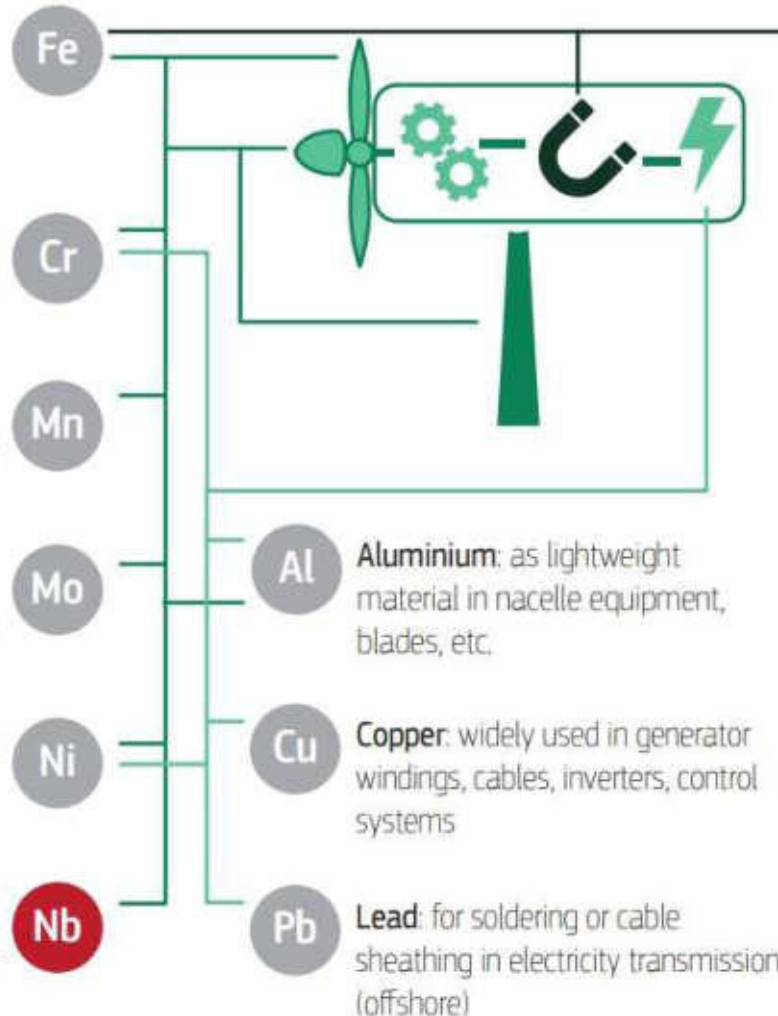 Fe
Cr
Mn
Mo
Al
Aluminium: as lightweight
material in nacelle equipment,
blades, etc.
Ni
Cu
Copper: widely used in generator
windings, cables, inverters, control
systems
Nb
Pb
Lead: for soldering or cable
sheathing in electricity transmission
(offshore)